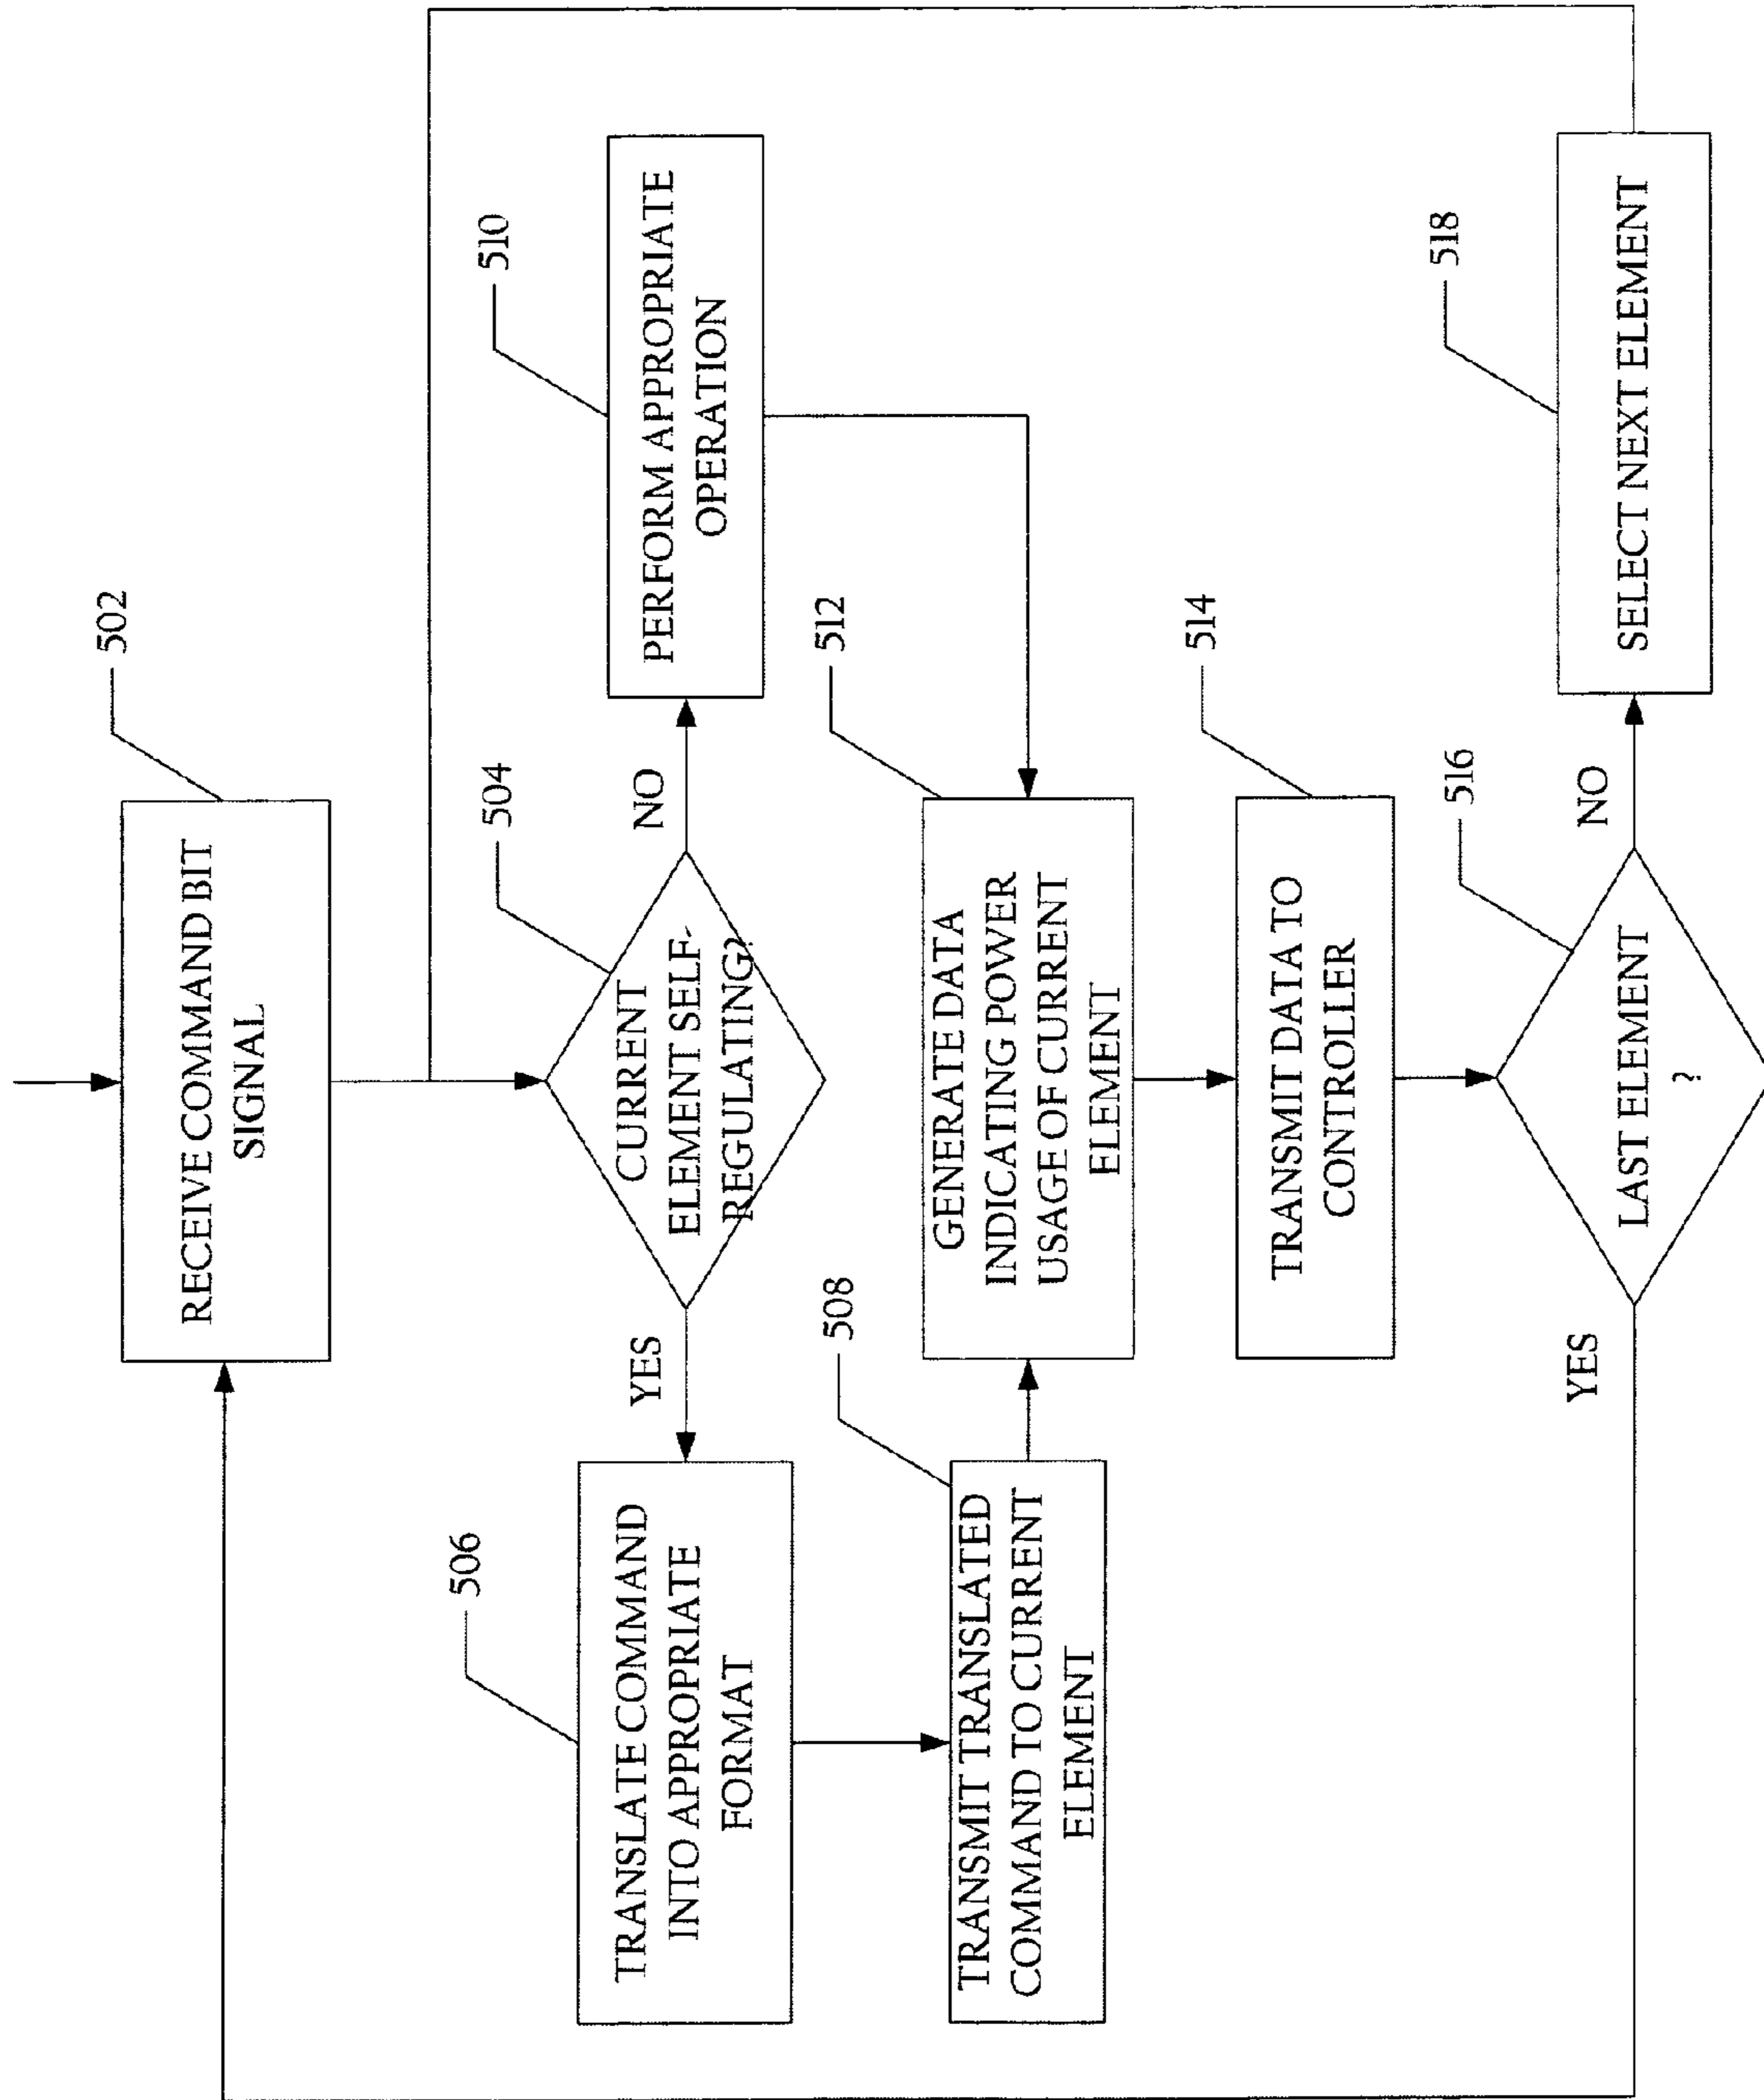 502
RECEIVE COMMAND BIT
SIGNAL
504
CURRENT
ELEMENT SELF-
REGULATING?
YES
NO
506
TRANSLATE COMMAND
INTO APPROPRIATE
FORMAT
510
PERFORM APPROPRIATE
OPERATION
508
TRANSMIT TRANSLATED
COMMAND TO CURRENT
ELEMENT
512
GENERATE DATA
INDICATING POWER
USAGE OF CURRENT
ELEMENT
514
TRANSMIT DATA TO
CONTROLLER
516
LAST ELEMENT
?
YES
NO
518
SELECT NEXT ELEMENT